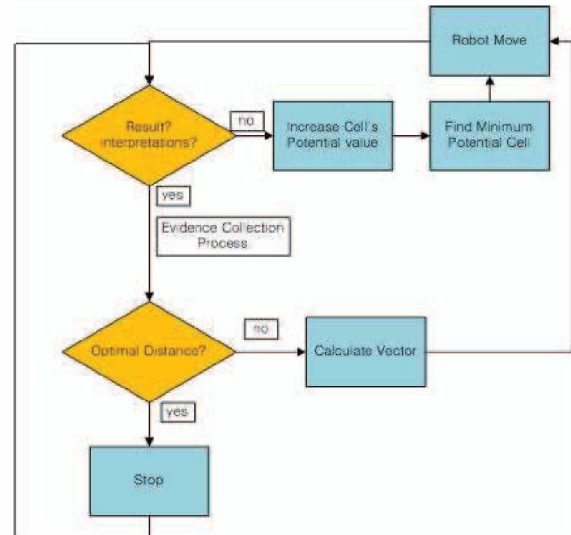 Robot Move
Result?
Interpretations?
no
Increase Cell's
Potential value
Find Minimum
Potential Cell
yes
Evidence Collection
Process
Optimal Distance?
no
Calculate Vector
yes
Stop